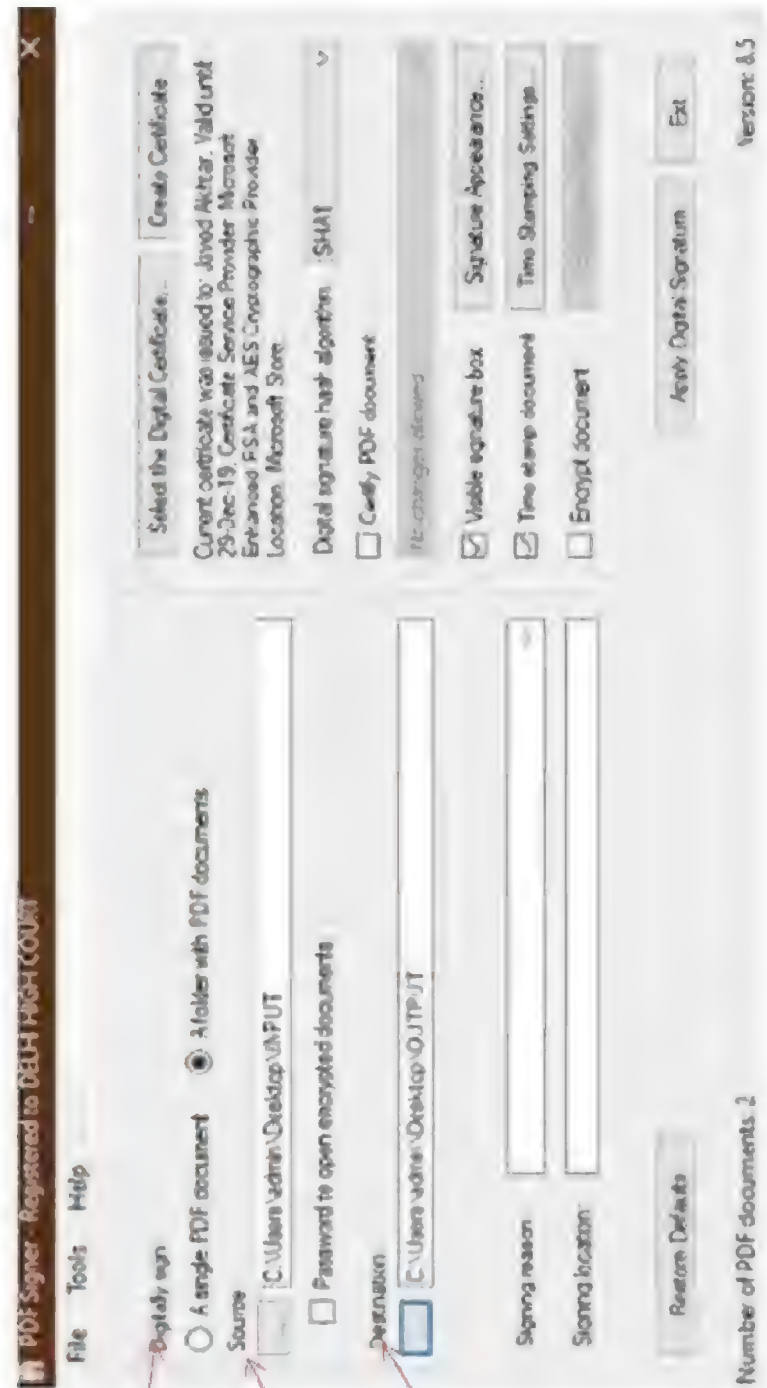 PDF Signer - Registered to DELHI HIGH COURT
File Tools Help
Digitally sign
A single PDF document
A folder with PDF documents
Source
C:\Users\admin\Desktop\INPUT
Password to open encrypted documents
Destination
C:\Users\admin\Desktop\OUTPUT
Signing reason
Signing location
Select the Digital Certificate...
Create Certificate
Current certificate was issued to: Javed Akhtar. Valid until
29-Dec-19. Certificate Service Provider: Microsoft
Enhanced RSA and AES Cryptographic Provider
Location: Microsoft Store
Digital signature hash algorithm
Certify PDF document
No changes allowed
Visible signature box
Signature Appearance...
Time stamp document
Time Stamping Settings
Encrypt document
Restore Defaults
Apply Digital Signature
Exit
Number of PDF documents: 2
Version: 8.5